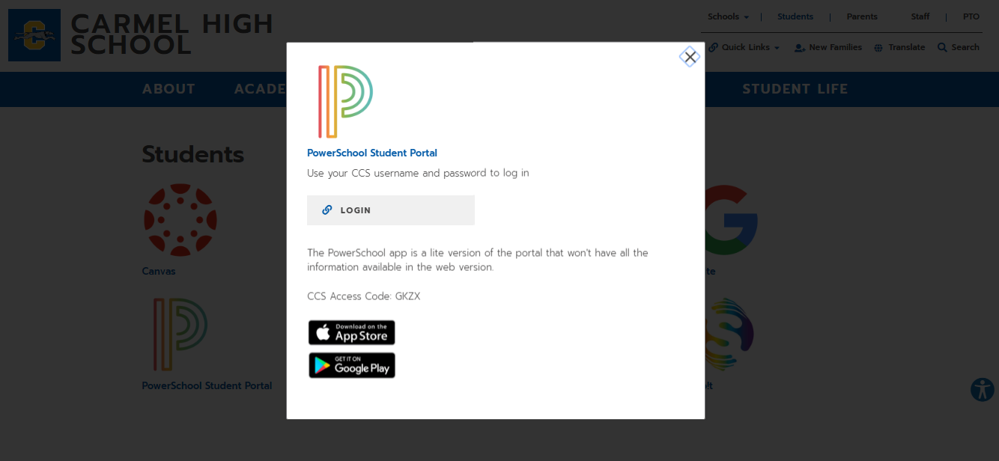 CARMEL HIGH
SCHOOL
Schools
Students
Parents
Staff
PTO
Quick Links
New Families
Translate
Search
ABOUT
ACADE
STUDENT LIFE
Students
Canvas
PowerSchool Student Portal
te
!t
PowerSchool Student Portal
Use your CCS username and password to log in
LOGIN
The PowerSchool app is a lite version of the portal that won't have all the
information available in the web version.
CCS Access Code: GKZX
Download on the
App Store
GET IT ON
Google Play